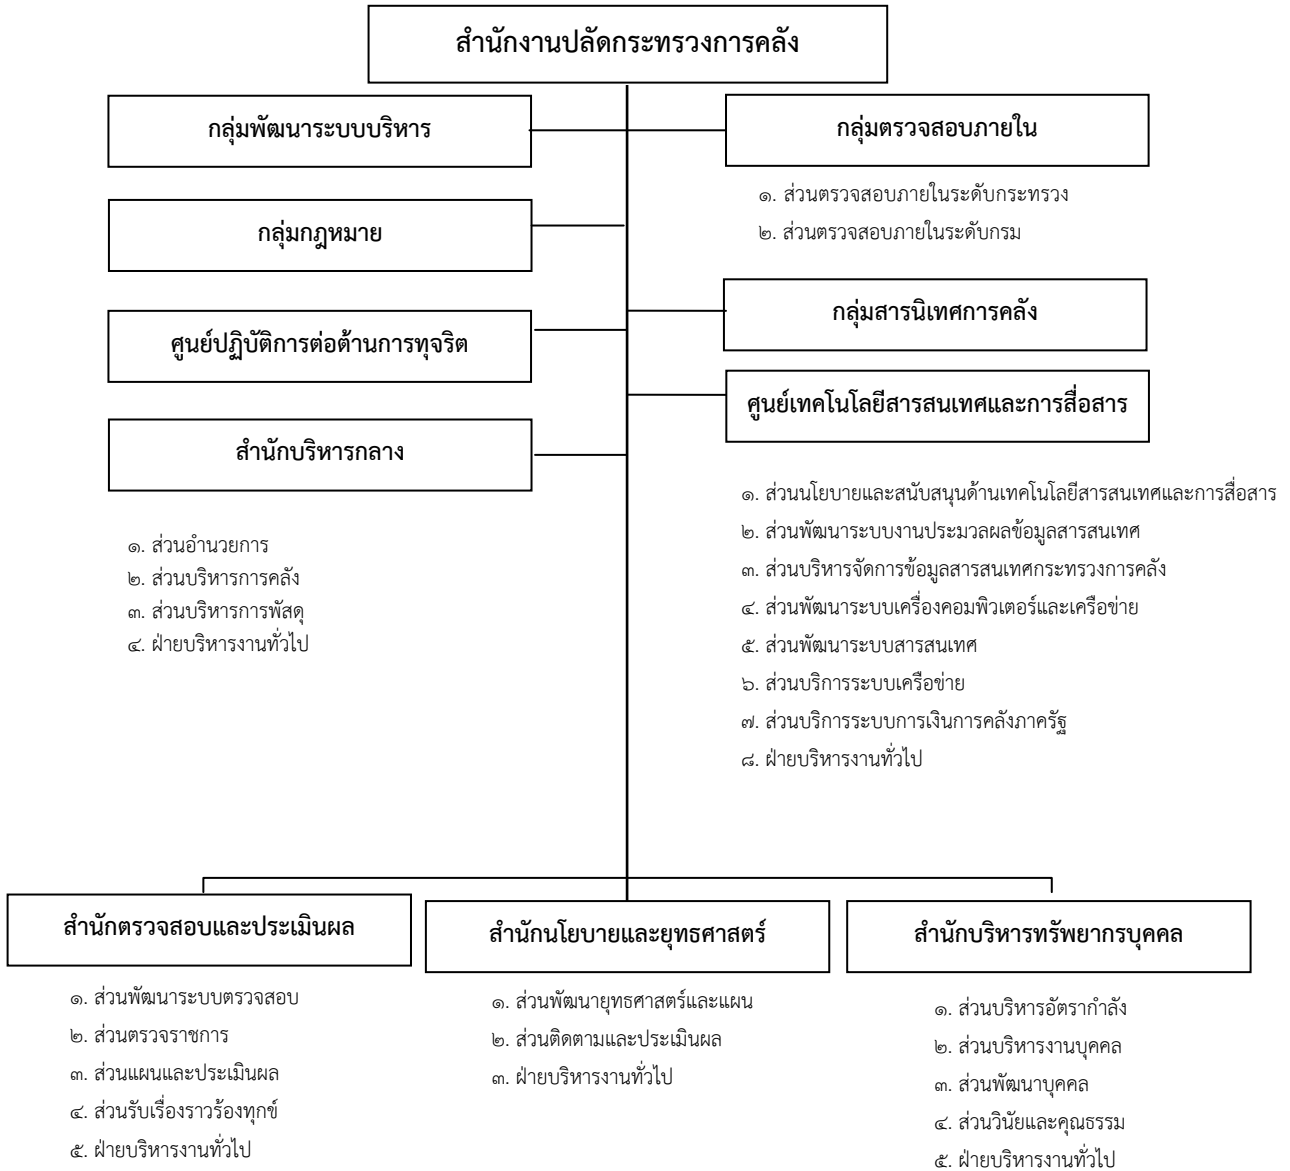 สำนักงานปลัดกระทรวงการคลัง
กลุ่มพัฒนาระบบบริหาร
กลุ่มตรวจสอบภายใน
๑. ส่วนตรวจสอบภายในระดับกระทรวง
๒. ส่วนตรวจสอบภายในระดับกรม
กลุ่มกฎหมาย
กลุ่มสารนิเทศการคลัง
ศูนย์ปฏิบัติการต่อต้านการทุจริต
ศูนย์เทคโนโลยีสารสนเทศและการสื่อสาร
๑. ส่วนนโยบายและสนับสนุนด้านเทคโนโลยีสารสนเทศและการสื่อสาร
๒. ส่วนพัฒนาระบบงานประมวลผลข้อมูลสารสนเทศ
๓. ส่วนบริหารจัดการข้อมูลสารสนเทศกระทรวงการคลัง
๔. ส่วนพัฒนาระบบเครื่องคอมพิวเตอร์และเครือข่าย
๕. ส่วนพัฒนาระบบสารสนเทศ
๖. ส่วนบริการระบบเครือข่าย
๗. ส่วนบริการระบบการเงินการคลังภาครัฐ
๘. ฝ่ายบริหารงานทั่วไป
สำนักบริหารกลาง
๑. ส่วนอำนวยการ
๒. ส่วนบริหารการคลัง
๓. ส่วนบริหารการพัสดุ
๔. ฝ่ายบริหารงานทั่วไป
สำนักตรวจสอบและประเมินผล
๑. ส่วนพัฒนาระบบตรวจสอบ
๒. ส่วนตรวจราชการ
๓. ส่วนแผนและประเมินผล
๔. ส่วนรับเรื่องราวร้องทุกข์
๕. ฝ่ายบริหารงานทั่วไป
สำนักนโยบายและยุทธศาสตร์
๑. ส่วนพัฒนายุทธศาสตร์และแผน
๒. ส่วนติดตามและประเมินผล
๓. ฝ่ายบริหารงานทั่วไป
สำนักบริหารทรัพยากรบุคคล
๑. ส่วนบริหารอัตรากำลัง
๒. ส่วนบริหารงานบุคคล
๓. ส่วนพัฒนาบุคคล
๔. ส่วนวินัยและคุณธรรม
๕. ฝ่ายบริหารงานทั่วไป